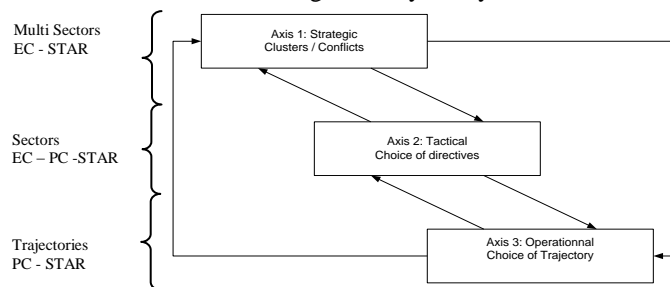 Multi Sectors
EC - STAR
Axis 1: Strategic
Clusters / Conflicts
Sectors
EC – PC -STAR
Axis 2: Tactical
Choice of directives
Trajectories
PC - STAR
Axis 3: Operationnal
Choice of Trajectory